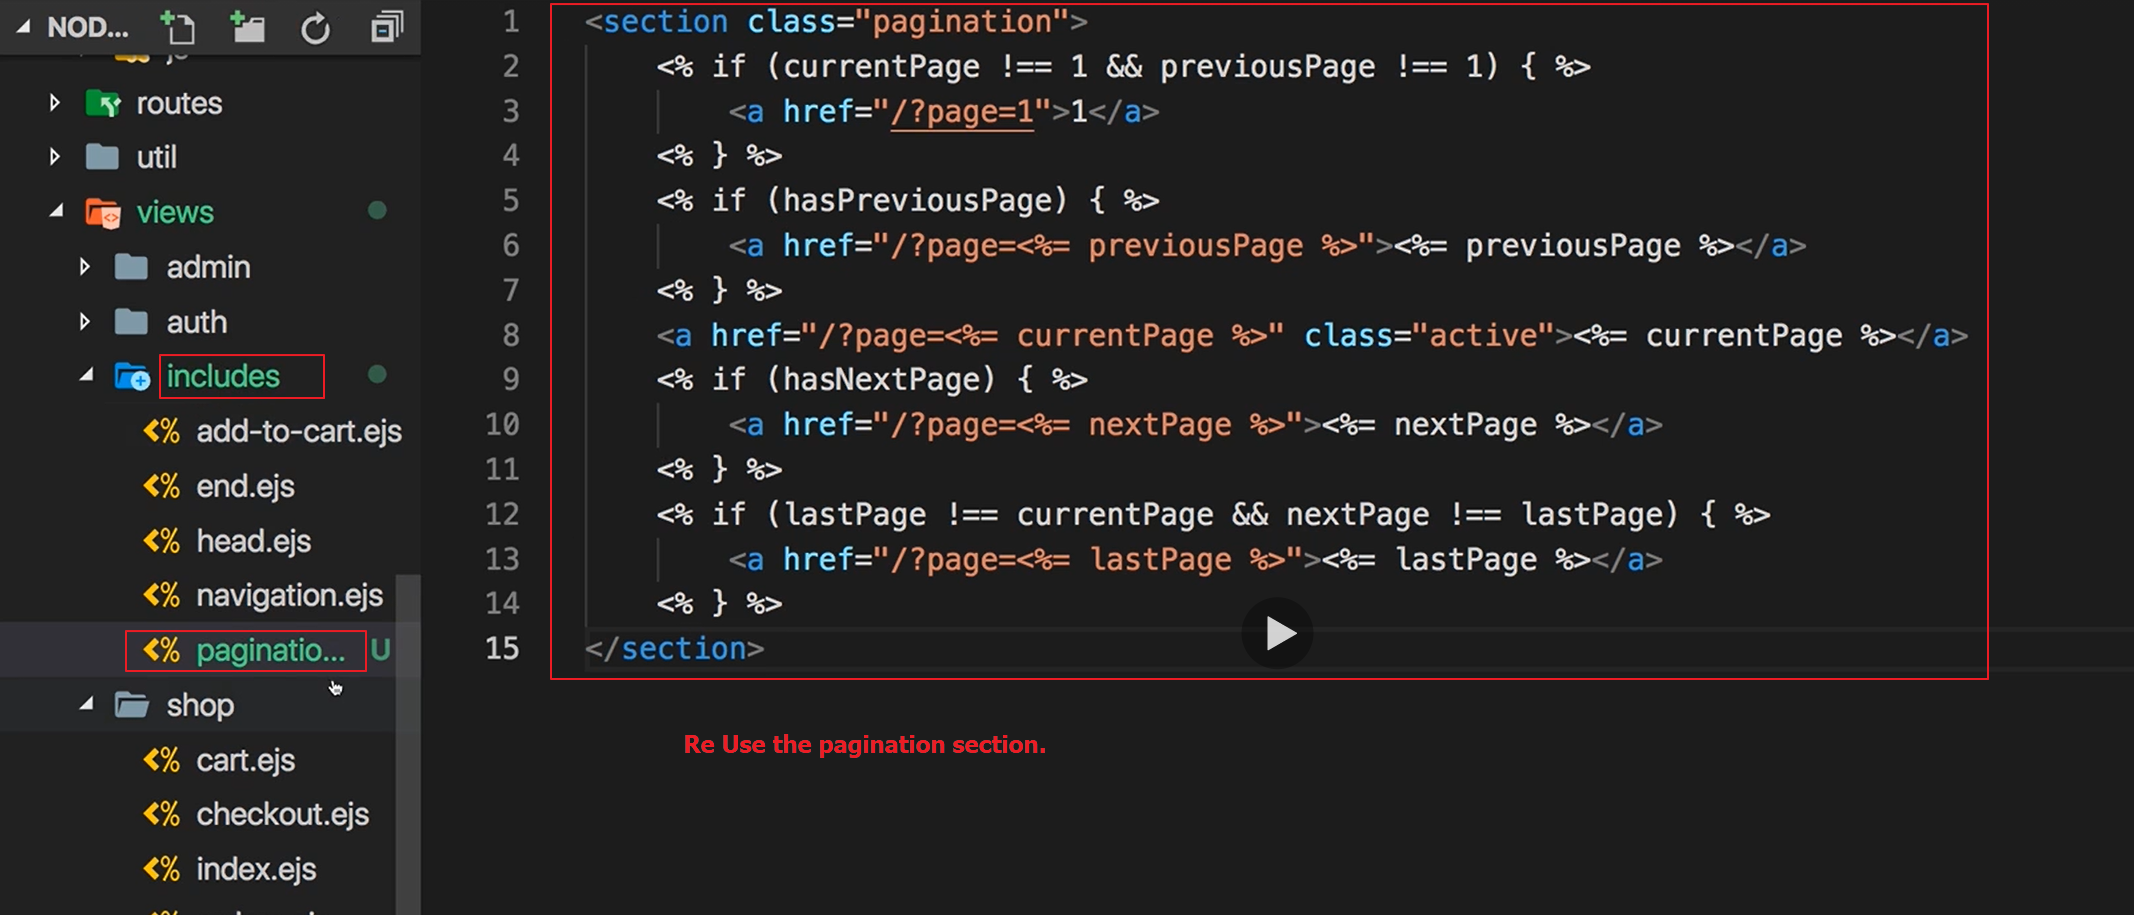 NOD...
routes
util
views
admin
auth
includes
add-to-cart.ejs
end.ejs
head.ejs
navigation.ejs
paginatio... U
shop
cart.ejs
checkout.ejs
index.ejs
1 <section class="pagination">
2 <% if (currentPage !== 1 && previousPage !== 1) { %>
3 <a href="/?page=1">1</a>
4 <% } %>
5 <% if (hasPreviousPage) { %>
6 <a href="/?page=<%= previousPage %>"><%= previousPage %></a>
7 <% } %>
8 <a href="/?page=<%= currentPage %>" class="active"><%= currentPage %></a>
9 <% if (hasNextPage) { %>
10 <a href="/?page=<%= nextPage %>"><%= nextPage %></a>
11 <% } %>
12 <% if (lastPage !== currentPage && nextPage !== lastPage) { %>
13 <a href="/?page=<%= lastPage %>"><%= lastPage %></a>
14 <% } %>
15 </section>
Re Use the pagination section.